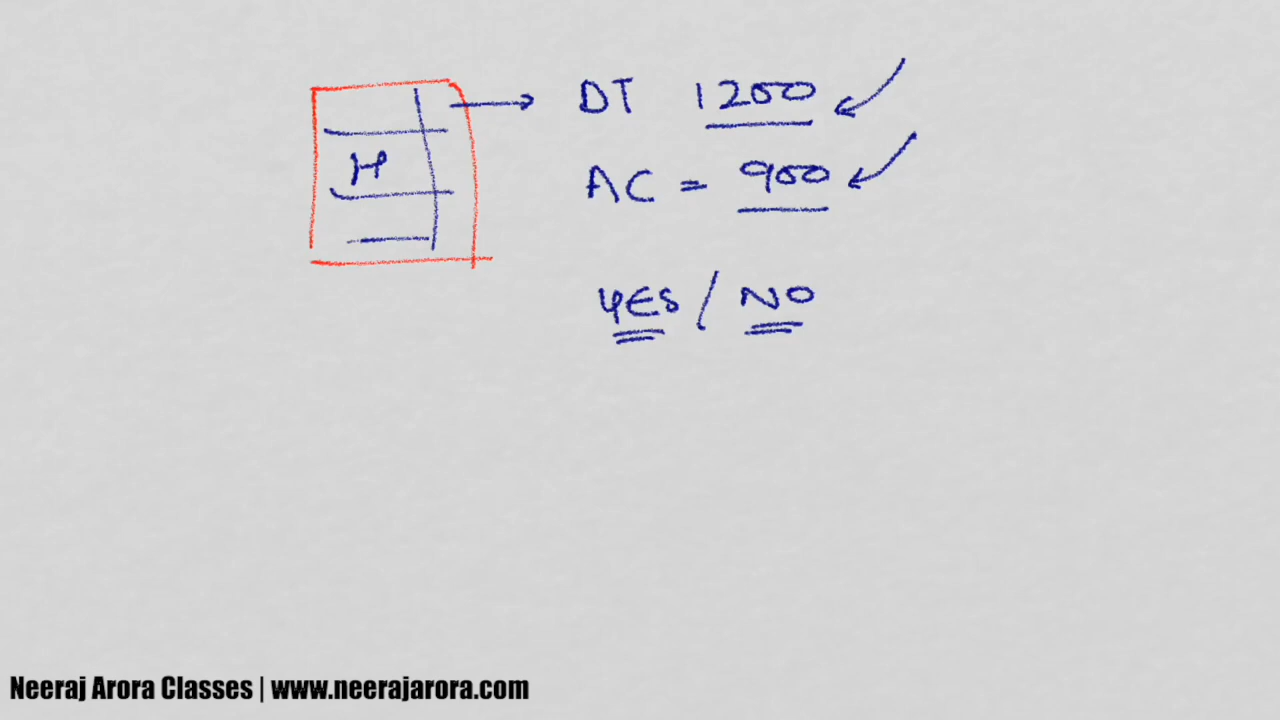 DT 1200
AC = 900
H
YES / NO
Neeraj Arora Classes | www.neerajarora.com